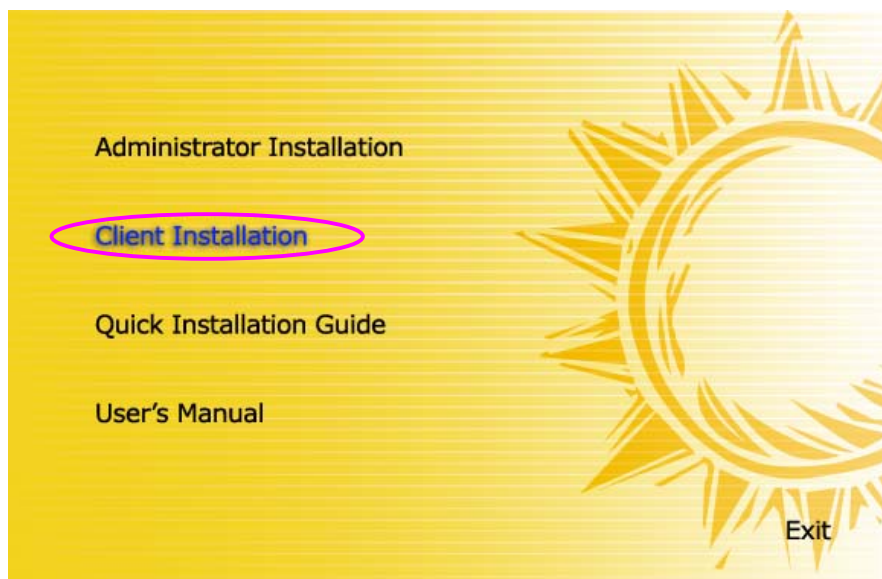 Administrator Installation
Client Installation
Quick Installation Guide
User’s Manual
Exit